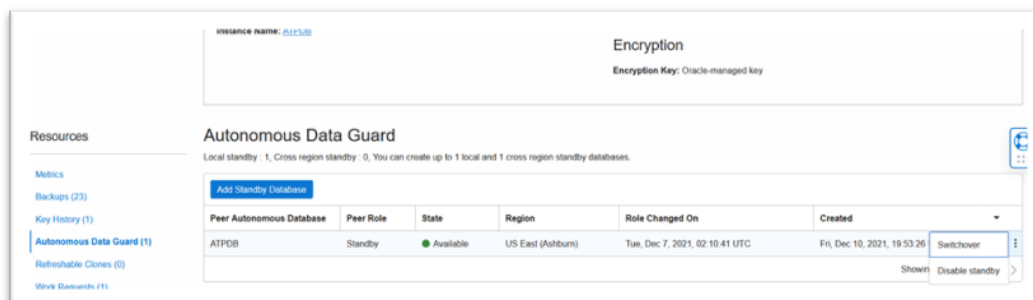 Instance Name: ATPDB
Encryption
Encryption Key: Oracle-managed key
Resources
Metrics
Backups (23)
Key History (1)
Autonomous Data Guard (1)
Refreshable Clones (0)
Work Requests (1)
Autonomous Data Guard
Local standby : 1, Cross region standby : 0, You can create up to 1 local and 1 cross region standby databases.
Add Standby Database
Peer Autonomous Database Peer Role State Region Role Changed On Created
ATPDB Standby Available US East (Ashburn) Tue, Dec 7, 2021, 02:10:41 UTC Fri, Dec 10, 2021, 19:53:26
Switchover
Showin
Disable standby